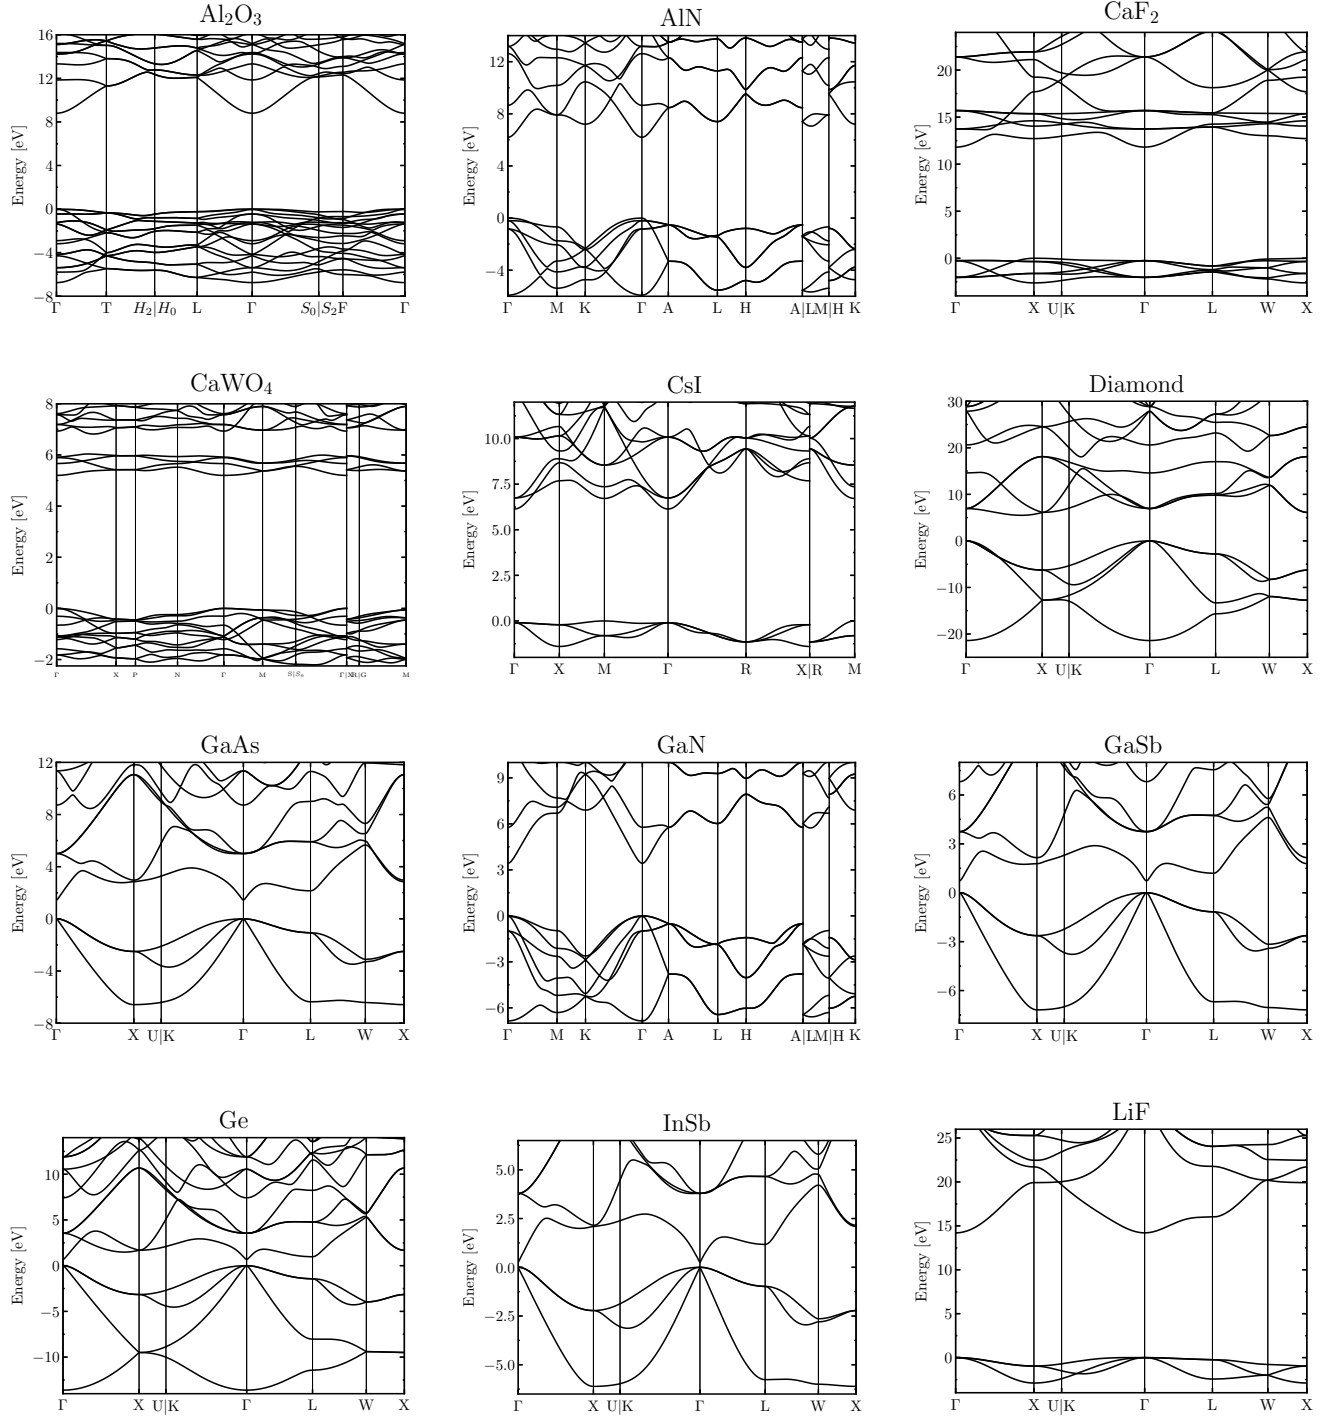 Al₂O₃
Energy [eV]
16
12
8
4
0
−4
−8
Γ T H₂|H₀ L Γ S₀|S₂F Γ
AlN
Energy [eV]
12
8
4
0
−4
Γ M K Γ A L H A|LM|H K
CaF₂
Energy [eV]
20
15
10
5
0
Γ X U|K Γ L W X
CaWO₄
Energy [eV]
8
6
4
2
0
−2
Γ X P N Γ M S|S₀ Γ|XR|G M
CsI
Energy [eV]
10.0
7.5
5.0
2.5
0.0
Γ X M Γ R X|R M
Diamond
Energy [eV]
30
20
10
0
−10
−20
Γ X U|K Γ L W X
GaAs
Energy [eV]
12
8
4
0
−4
−8
Γ X U|K Γ L W X
GaN
Energy [eV]
9
6
3
0
−3
−6
Γ M K Γ A L H A|LM|H K
GaSb
Energy [eV]
6
3
0
−3
−6
Γ X U|K Γ L W X
Ge
Energy [eV]
10
5
0
−5
−10
Γ X U|K Γ L W X
InSb
Energy [eV]
5.0
2.5
0.0
−2.5
−5.0
Γ X U|K Γ L W X
LiF
Energy [eV]
25
20
15
10
5
0
Γ X U|K Γ L W X